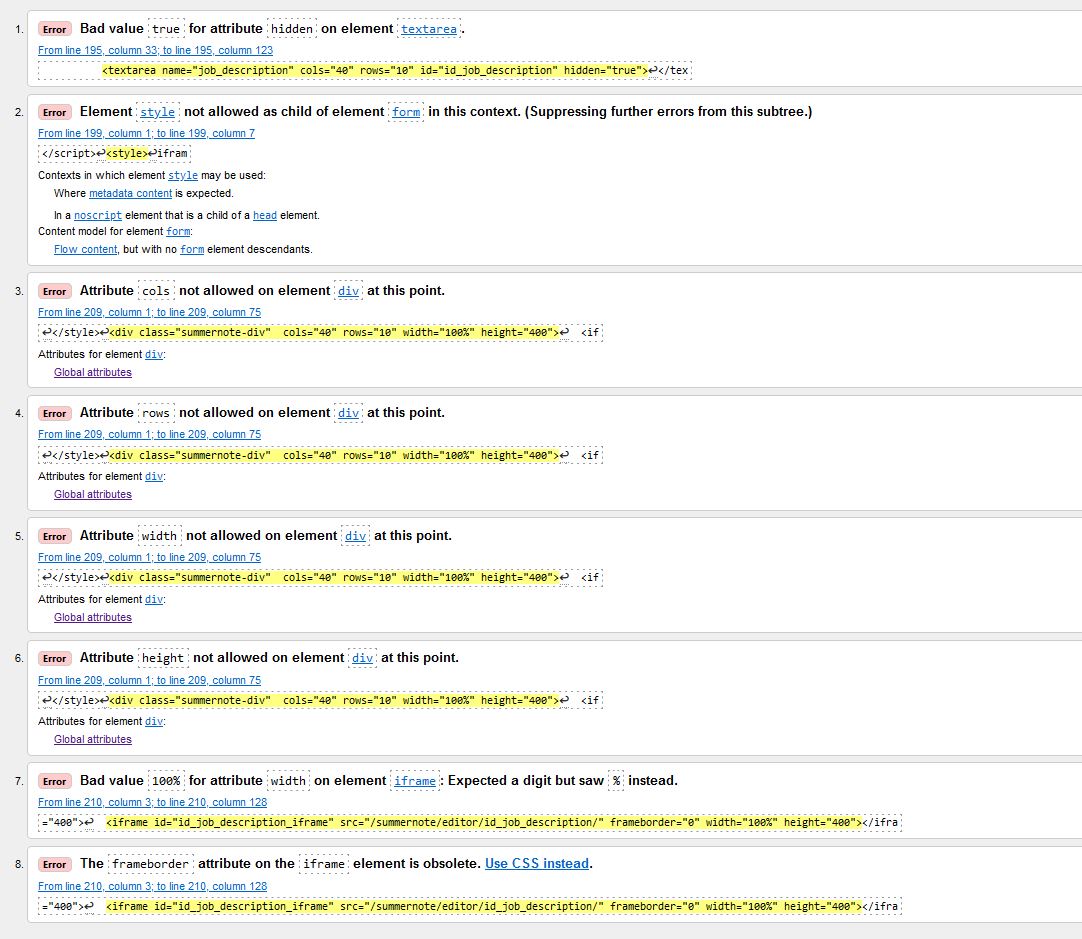 1. Error Bad value true for attribute hidden on element textarea.
From line 195, column 33; to line 195, column 123
<textarea name="job_description" cols="40" rows="10" id="id_job_description" hidden="true">↩</tex
2. Error Element style not allowed as child of element form in this context. (Suppressing further errors from this subtree.)
From line 199, column 1; to line 199, column 7
</script>↩<style>↩ifram
Contexts in which element style may be used:
Where metadata content is expected.
In a noscript element that is a child of a head element.
Content model for element form:
Flow content, but with no form element descendants.
3. Error Attribute cols not allowed on element div at this point.
From line 209, column 1; to line 209, column 75
↩</style>↩<div class="summernote-div"  cols="40" rows="10" width="100%" height="400">↩  <if
Attributes for element div:
Global attributes
4. Error Attribute rows not allowed on element div at this point.
From line 209, column 1; to line 209, column 75
↩</style>↩<div class="summernote-div"  cols="40" rows="10" width="100%" height="400">↩  <if
Attributes for element div:
Global attributes
5. Error Attribute width not allowed on element div at this point.
From line 209, column 1; to line 209, column 75
↩</style>↩<div class="summernote-div"  cols="40" rows="10" width="100%" height="400">↩  <if
Attributes for element div:
Global attributes
6. Error Attribute height not allowed on element div at this point.
From line 209, column 1; to line 209, column 75
↩</style>↩<div class="summernote-div"  cols="40" rows="10" width="100%" height="400">↩  <if
Attributes for element div:
Global attributes
7. Error Bad value 100% for attribute width on element iframe: Expected a digit but saw % instead.
From line 210, column 3; to line 210, column 128
="400">↩  <iframe id="id_job_description_iframe" src="/summernote/editor/id_job_description/" frameborder="0" width="100%" height="400"></ifra
8. Error The frameborder attribute on the iframe element is obsolete. Use CSS instead.
From line 210, column 3; to line 210, column 128
="400">↩  <iframe id="id_job_description_iframe" src="/summernote/editor/id_job_description/" frameborder="0" width="100%" height="400"></ifra